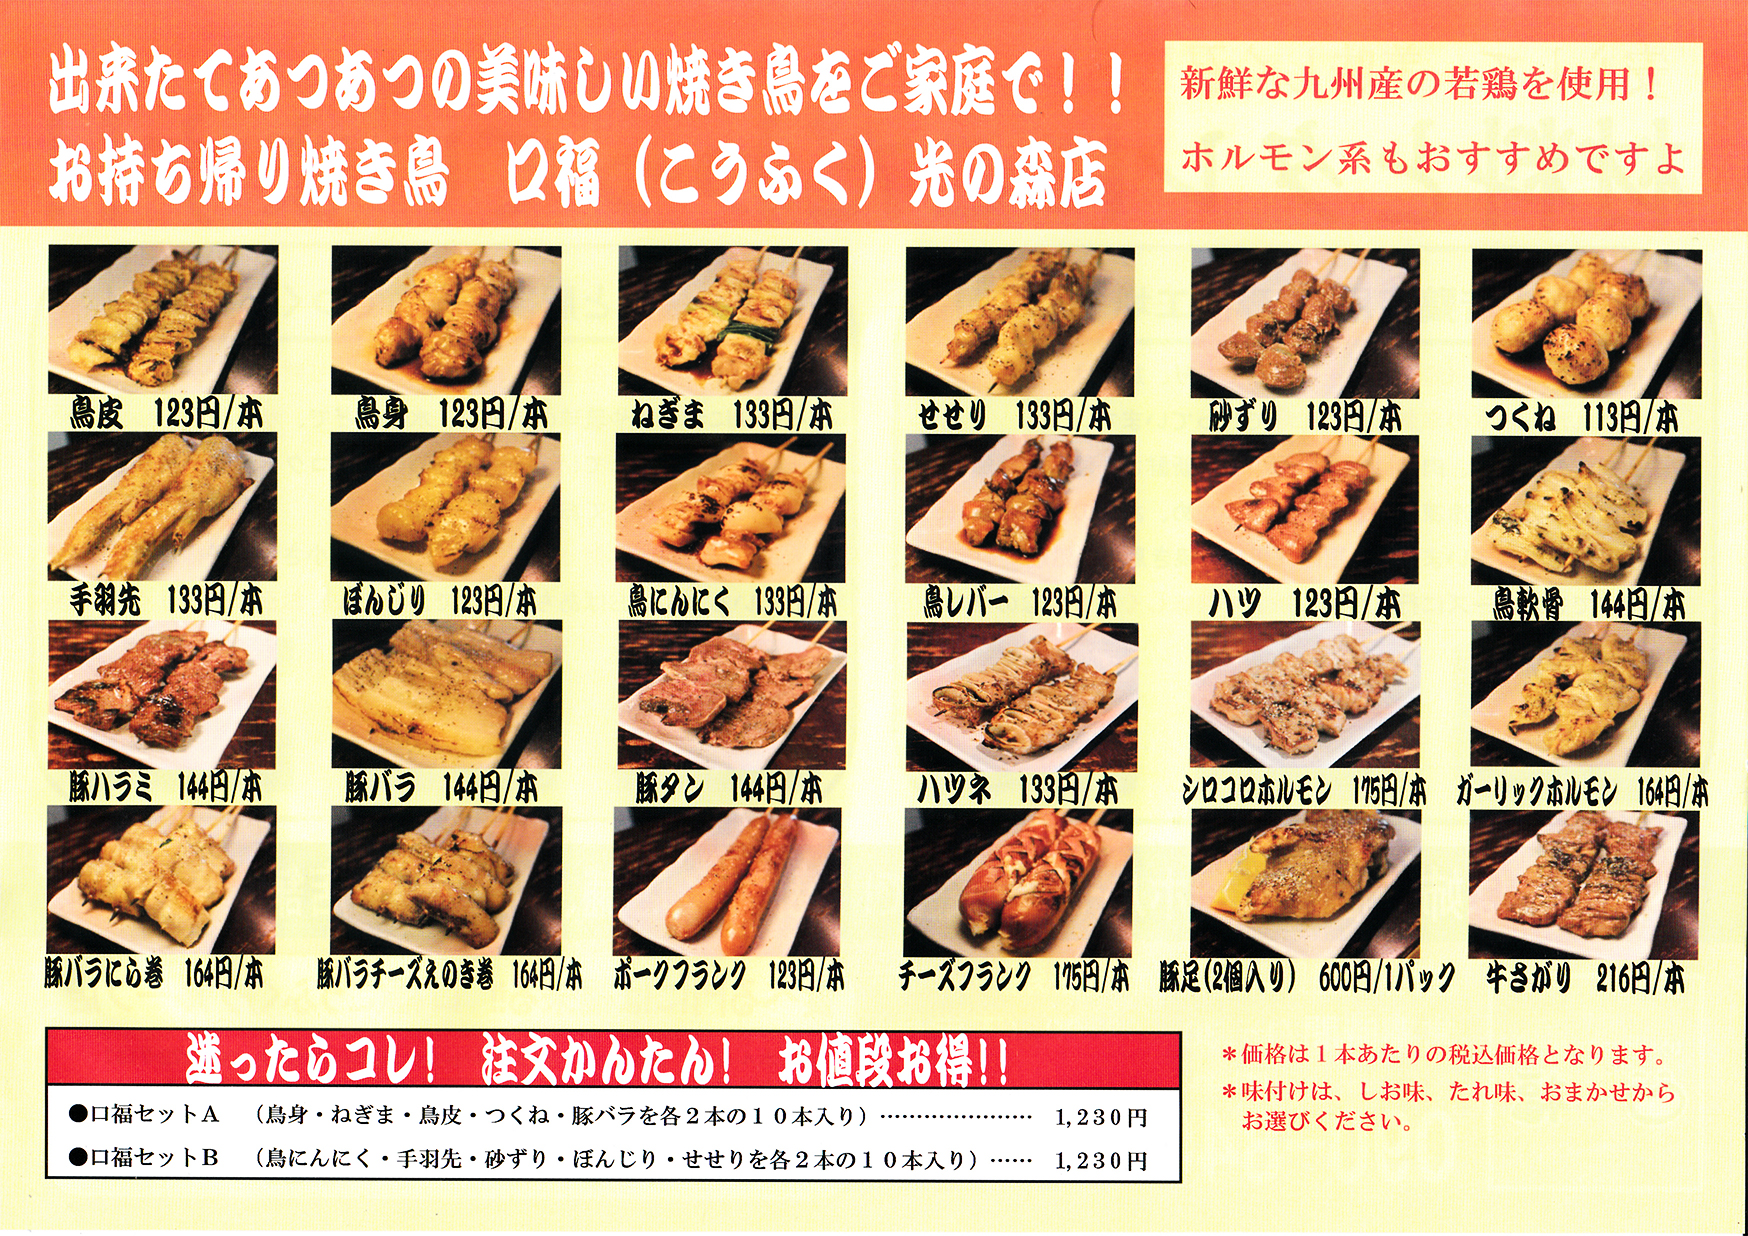 出来たてあつあつの美味しい焼き鳥をご家庭で！！
お持ち帰り焼き鳥　口福（こうふく）光の森店
新鮮な九州産の若鶏を使用！
ホルモン系もおすすめですよ
鳥皮　123円/本
鳥身　123円/本
ねぎま　133円/本
せせり　133円/本
砂ずり　123円/本
つくね　113円/本
手羽先　133円/本
ぼんじり　123円/本
鳥にんにく　133円/本
鳥レバー　123円/本
ハツ　123円/本
鳥軟骨　144円/本
豚ハラミ　144円/本
豚バラ　144円/本
豚タン　144円/本
ハツネ　133円/本
シロコロホルモン　175円/本
ガーリックホルモン　164円/本
豚バラにら巻　164円/本
豚バラチーズえのき巻　164円/本
ポークフランク　123円/本
チーズフランク　175円/本
豚足(2個入り)　600円/1パック
牛さがり　216円/本
迷ったらコレ!　注文かんたん!　お値段お得!!
●口福セットＡ　（鳥身・ねぎま・鳥皮・つくね・豚バラを各２本の１０本入り）…………………　1,230円
●口福セットＢ　（鳥にんにく・手羽先・砂ずり・ぼんじり・せせりを各２本の１０本入り）……　1,230円
＊価格は１本あたりの税込価格となります。
＊味付けは、しお味、たれ味、おまかせから
お選びください。